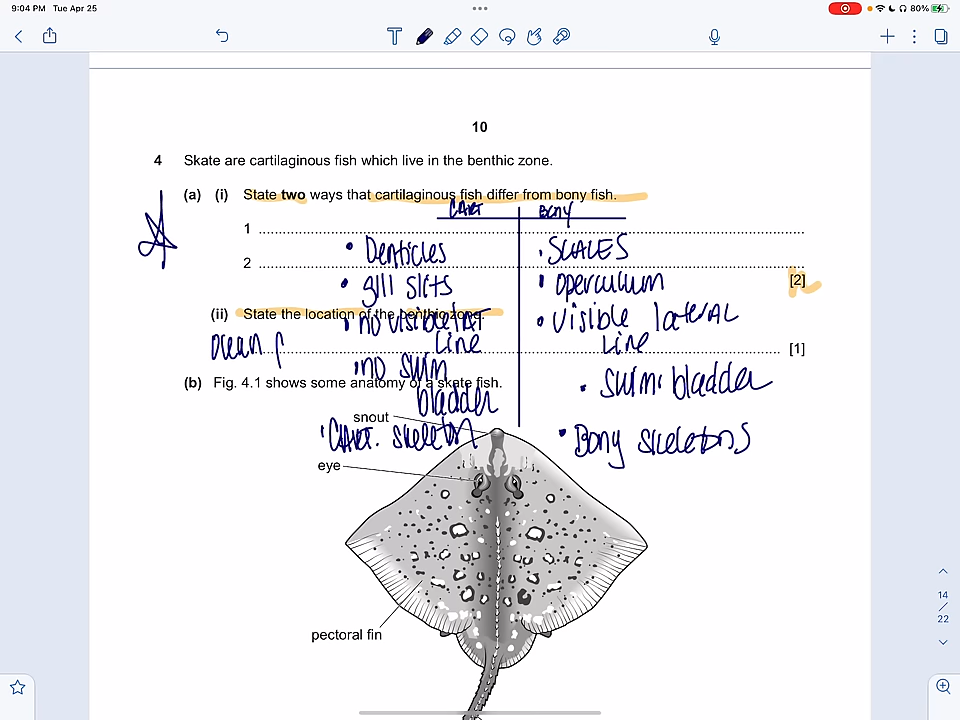 9:04 PM Tue Apr 25
80%
T
10
4 Skate are cartilaginous fish which live in the benthic zone.
(a) (i) State two ways that cartilaginous fish differ from bony fish.
CART BONY
1
• Denticles • SCALES
2
• gill slits • operculum
[2]
(ii) State the location of the benthic zone.
• no visible LAT line • visible lateral line
ocean
[1]
• no swim bladder • swim bladder
(b) Fig. 4.1 shows some anatomy of a skate fish.
snout
• CART. skeleton • Bony skeletons
eye
14
/
22
pectoral fin